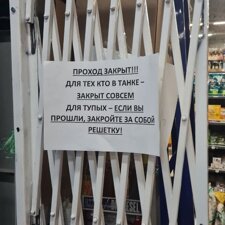 ПРОХОД ЗАКРЫТ!!!
ДЛЯ ТЕХ КТО В ТАНКЕ –
ЗАКРЫТ СОВСЕМ
ДЛЯ ТУПЫХ – ЕСЛИ ВЫ
ПРОШЛИ, ЗАКРОЙТЕ ЗА СОБОЙ
РЕШЕТКУ!